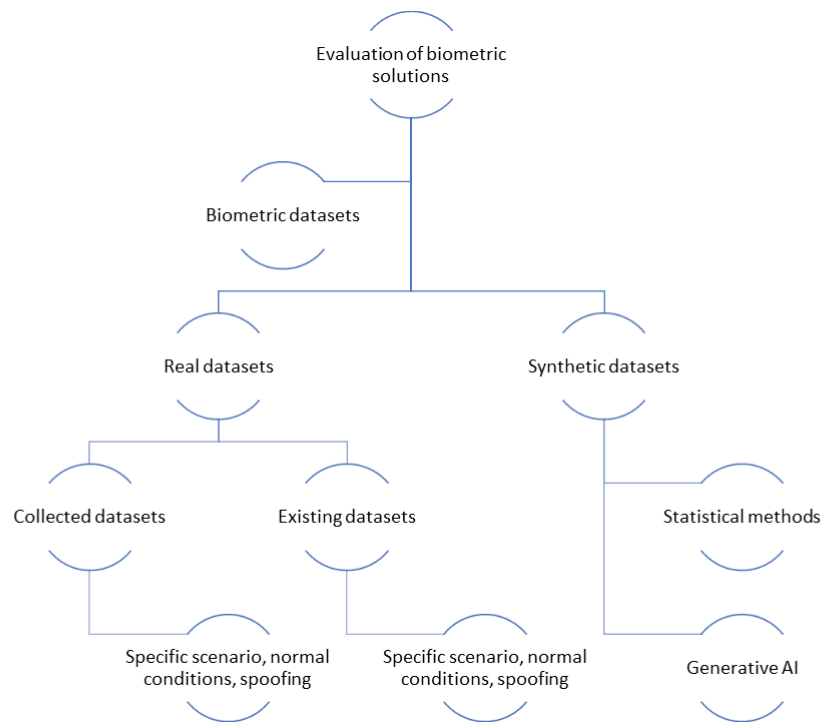 Evaluation of biometric
solutions
Biometric datasets
Real datasets
Synthetic datasets
Collected datasets
Existing datasets
Statistical methods
Specific scenario, normal
conditions, spoofing
Specific scenario, normal
conditions, spoofing
Generative AI